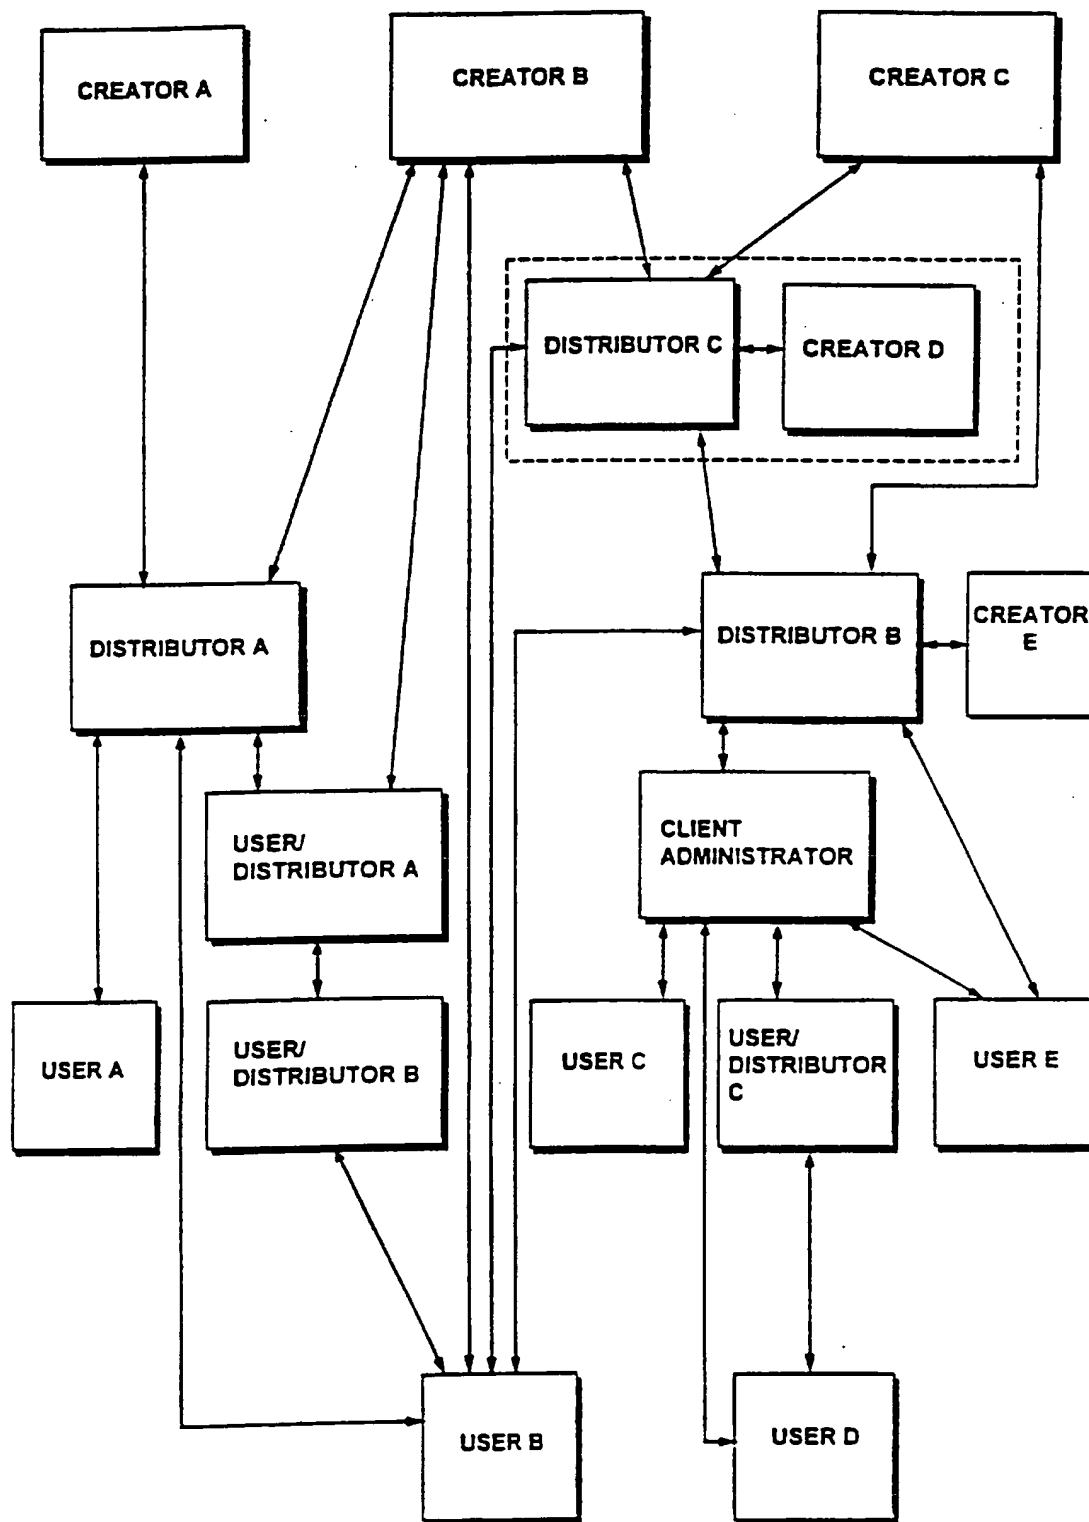 CREATOR A
CREATOR B
CREATOR C
DISTRIBUTOR C
CREATOR D
DISTRIBUTOR A
DISTRIBUTOR B
CREATOR
E
USER/
DISTRIBUTOR A
CLIENT
ADMINISTRATOR
USER A
USER/
DISTRIBUTOR B
USER C
USER/
DISTRIBUTOR
C
USER E
USER B
USER D